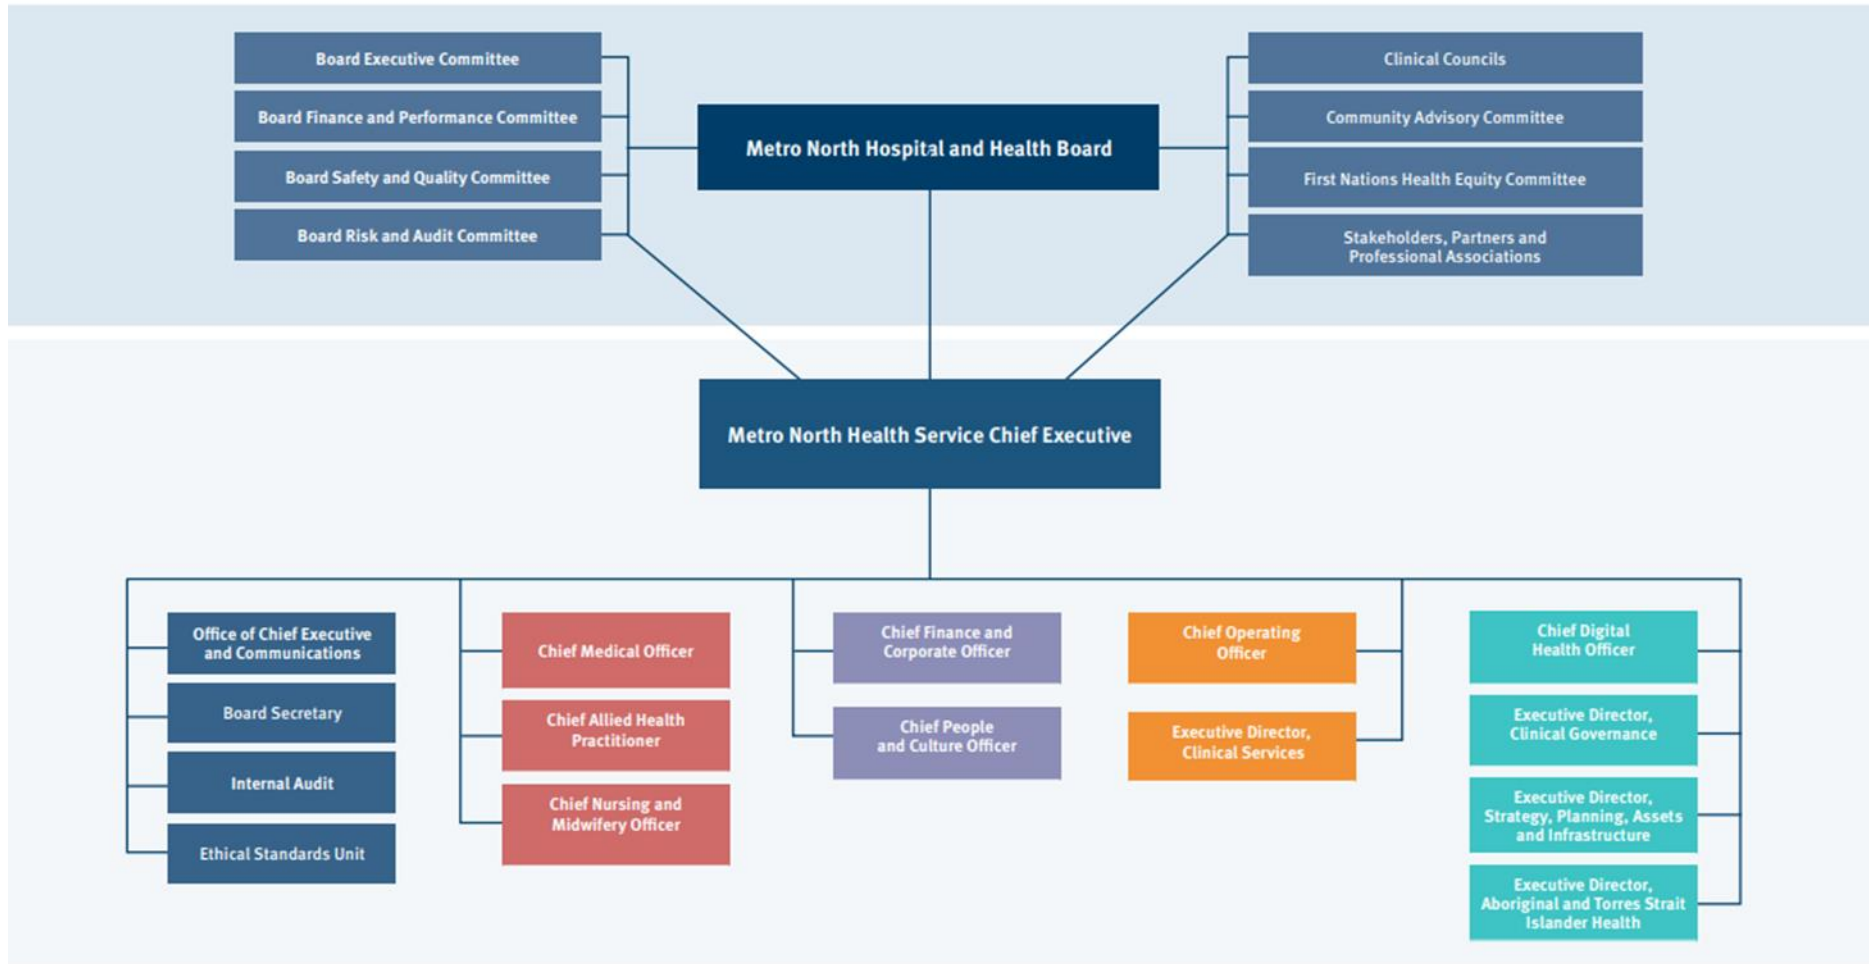 Board Executive Committee
Board Finance and Performance Committee
Board Safety and Quality Committee
Board Risk and Audit Committee
Metro North Hospital and Health Board
Clinical Councils
Community Advisory Committee
First Nations Health Equity Committee
Stakeholders, Partners and
Professional Associations
Metro North Health Service Chief Executive
Office of Chief Executive
and Communications
Board Secretary
Internal Audit
Ethical Standards Unit
Chief Medical Officer
Chief Allied Health
Practitioner
Chief Nursing and
Midwifery Officer
Chief Finance and
Corporate Officer
Chief People
and Culture Officer
Chief Operating
Officer
Executive Director,
Clinical Services
Chief Digital
Health Officer
Executive Director,
Clinical Governance
Executive Director,
Strategy, Planning, Assets
and Infrastructure
Executive Director,
Aboriginal and Torres Strait
Islander Health